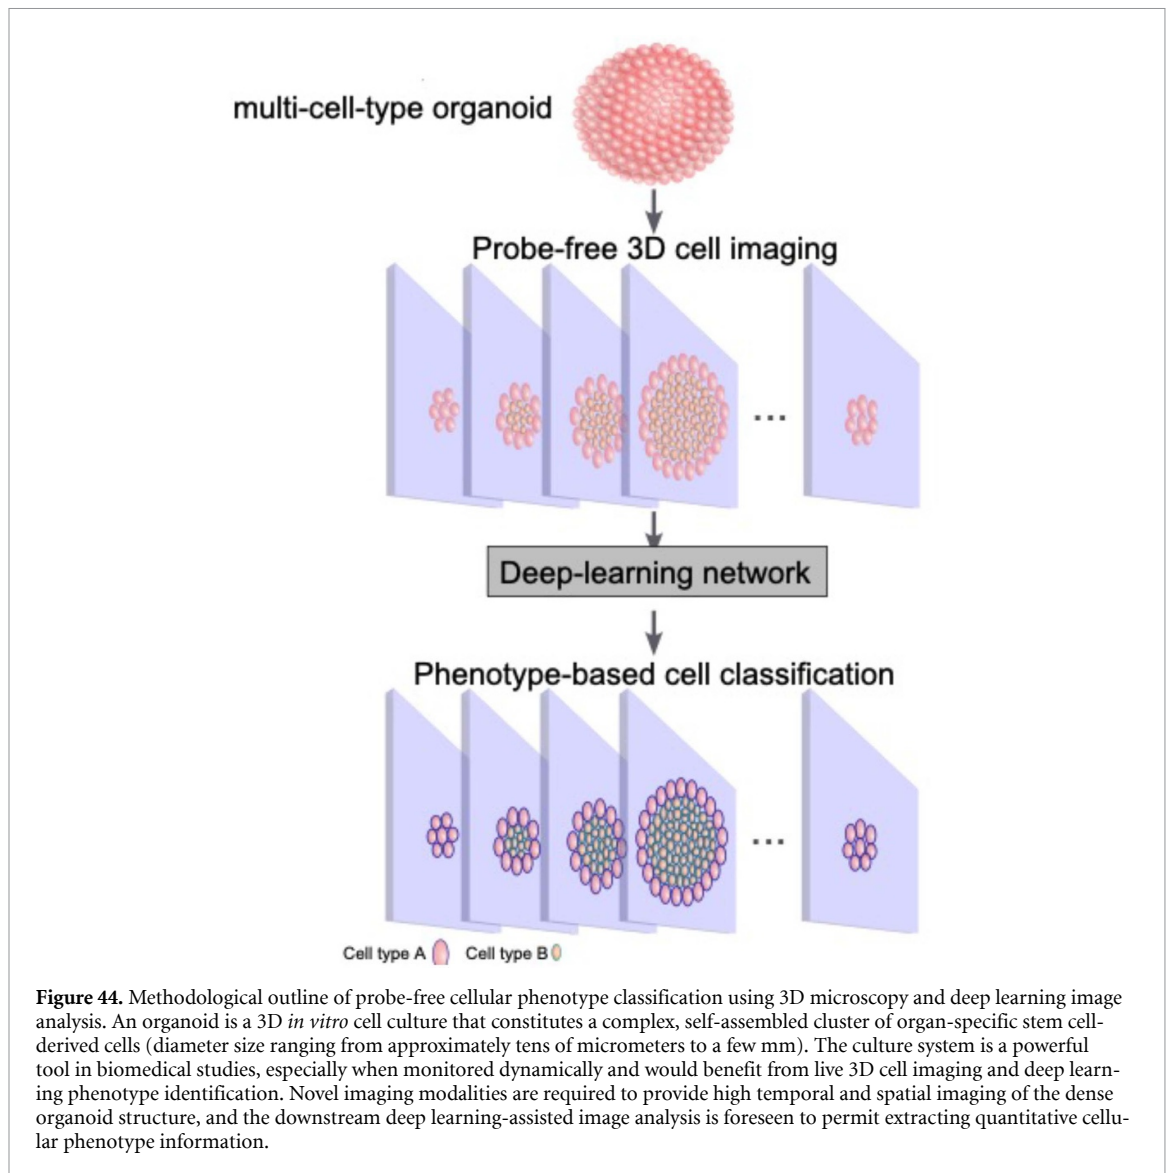 multi-cell-type organoid
Probe-free 3D cell imaging
...
Deep-learning network
Phenotype-based cell classification
...
Cell type A Cell type B
Figure 44. Methodological outline of probe-free cellular phenotype classification using 3D microscopy and deep learning image
analysis. An organoid is a 3D in vitro cell culture that constitutes a complex, self-assembled cluster of organ-specific stem cell-
derived cells (diameter size ranging from approximately tens of micrometers to a few mm). The culture system is a powerful
tool in biomedical studies, especially when monitored dynamically and would benefit from live 3D cell imaging and deep learn-
ing phenotype identification. Novel imaging modalities are required to provide high temporal and spatial imaging of the dense
organoid structure, and the downstream deep learning-assisted image analysis is foreseen to permit extracting quantitative cellu-
lar phenotype information.